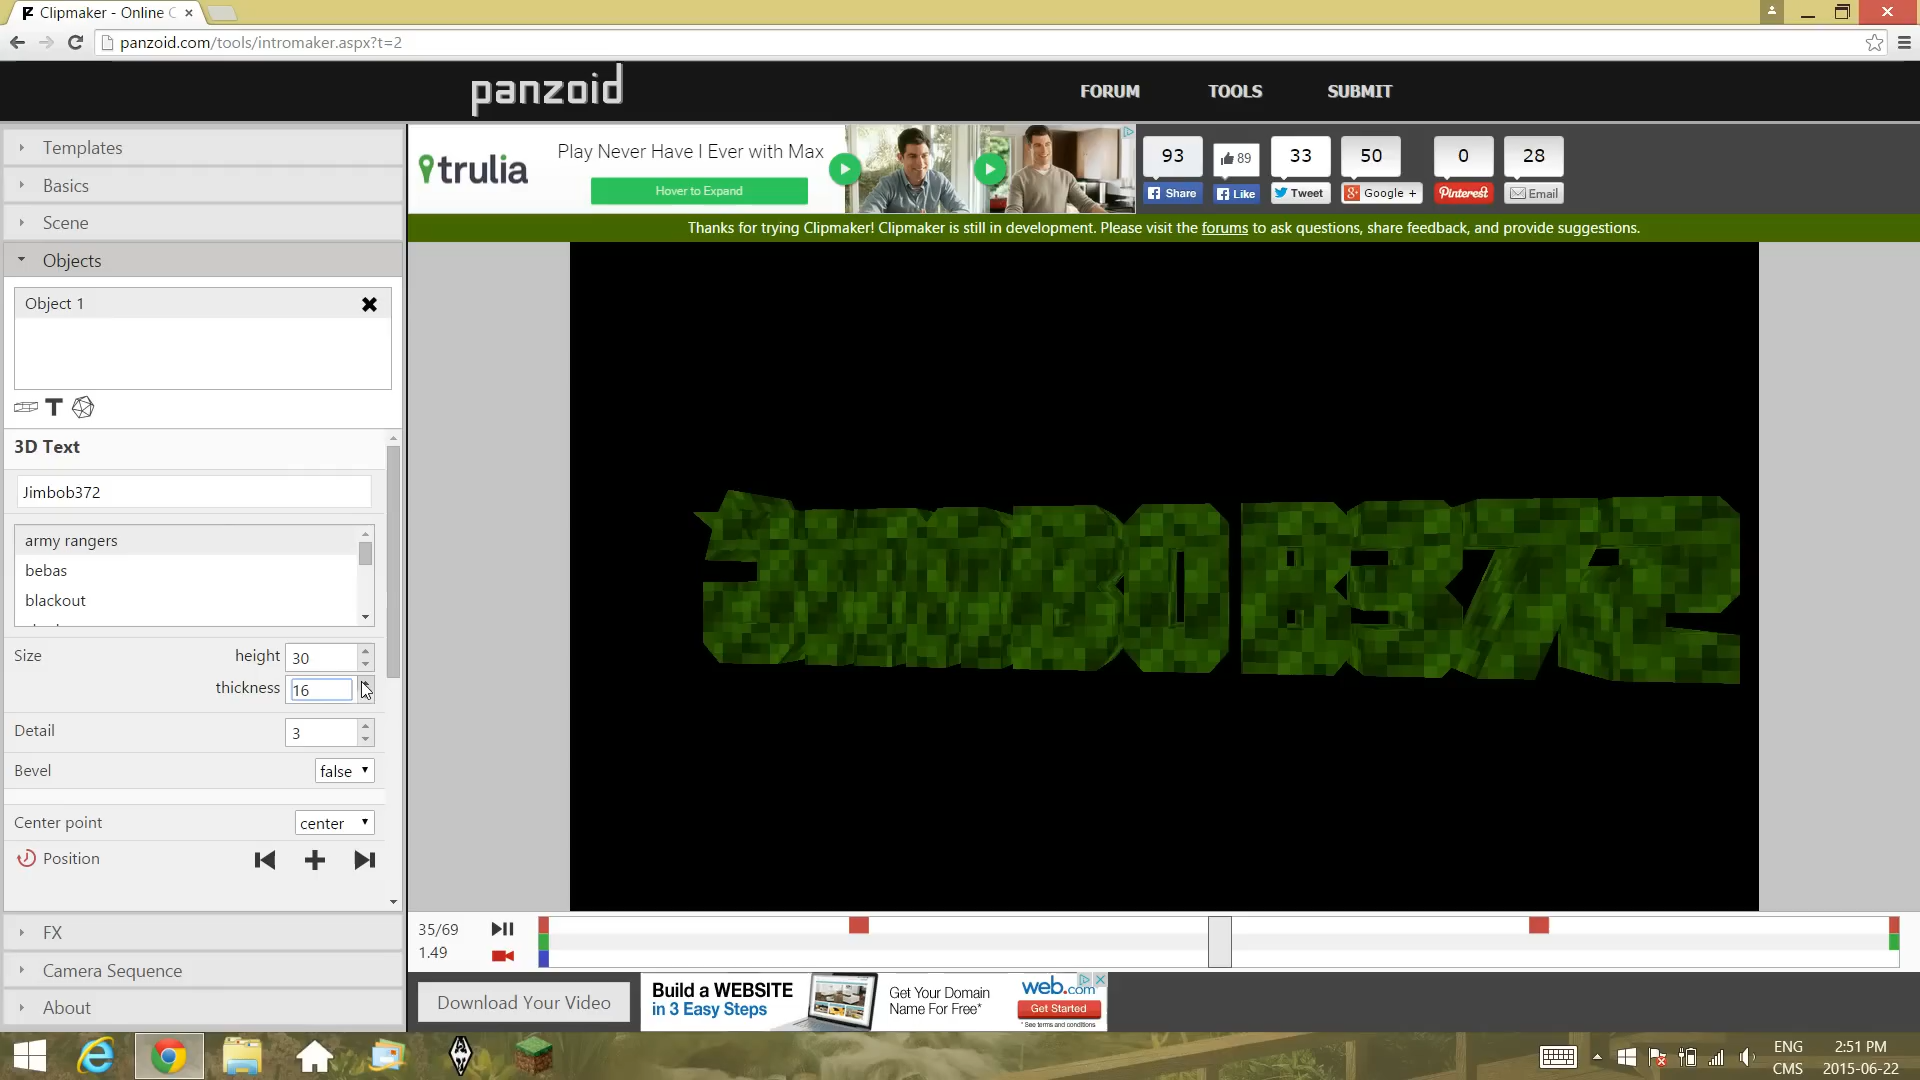 Clipmaker - Online C
panzoid.com/tools/intromaker.aspx?t=2
panzoid
FORUM
TOOLS
SUBMIT
Templates
Basics
Scene
Objects
Object 1
3D Text
Jimbob372
army rangers
bebas
blackout
Size
height 30
thickness 16
Detail 3
Bevel false
Center point center
Position
FX
Camera Sequence
About
trulia
Play Never Have I Ever with Max
Hover to Expand
93 89 33 50 0 28
Share Like Tweet Google + Pinterest Email
Thanks for trying Clipmaker! Clipmaker is still in development. Please visit the forums to ask questions, share feedback, and provide suggestions.
JIMBOB372
35/69
1.49
Download Your Video
Build a WEBSITE
in 3 Easy Steps
Get Your Domain
Name For Free*
web.com
Get Started
* See terms and conditions
ENG 2:51 PM
CMS 2015-06-22